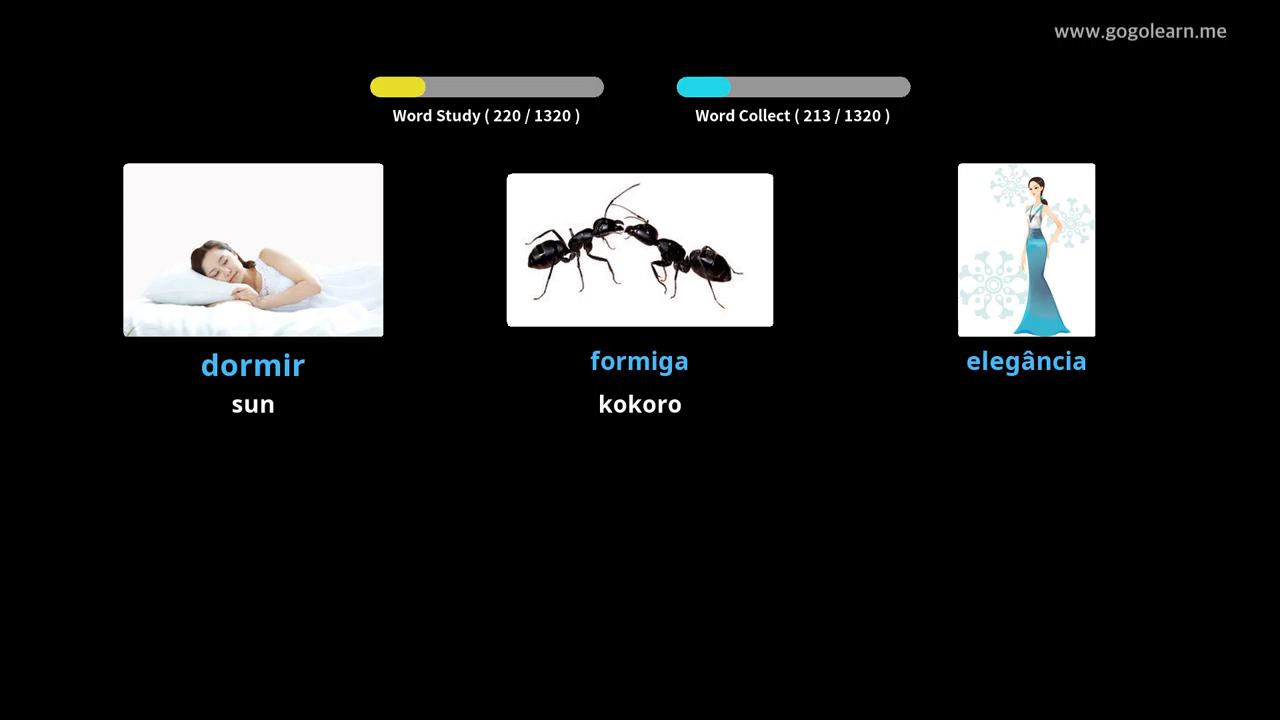 www.gogolearn.me
Word Study ( 220 / 1320 )
Word Collect ( 213 / 1320 )
dormir
formiga
elegância
sun
kokoro